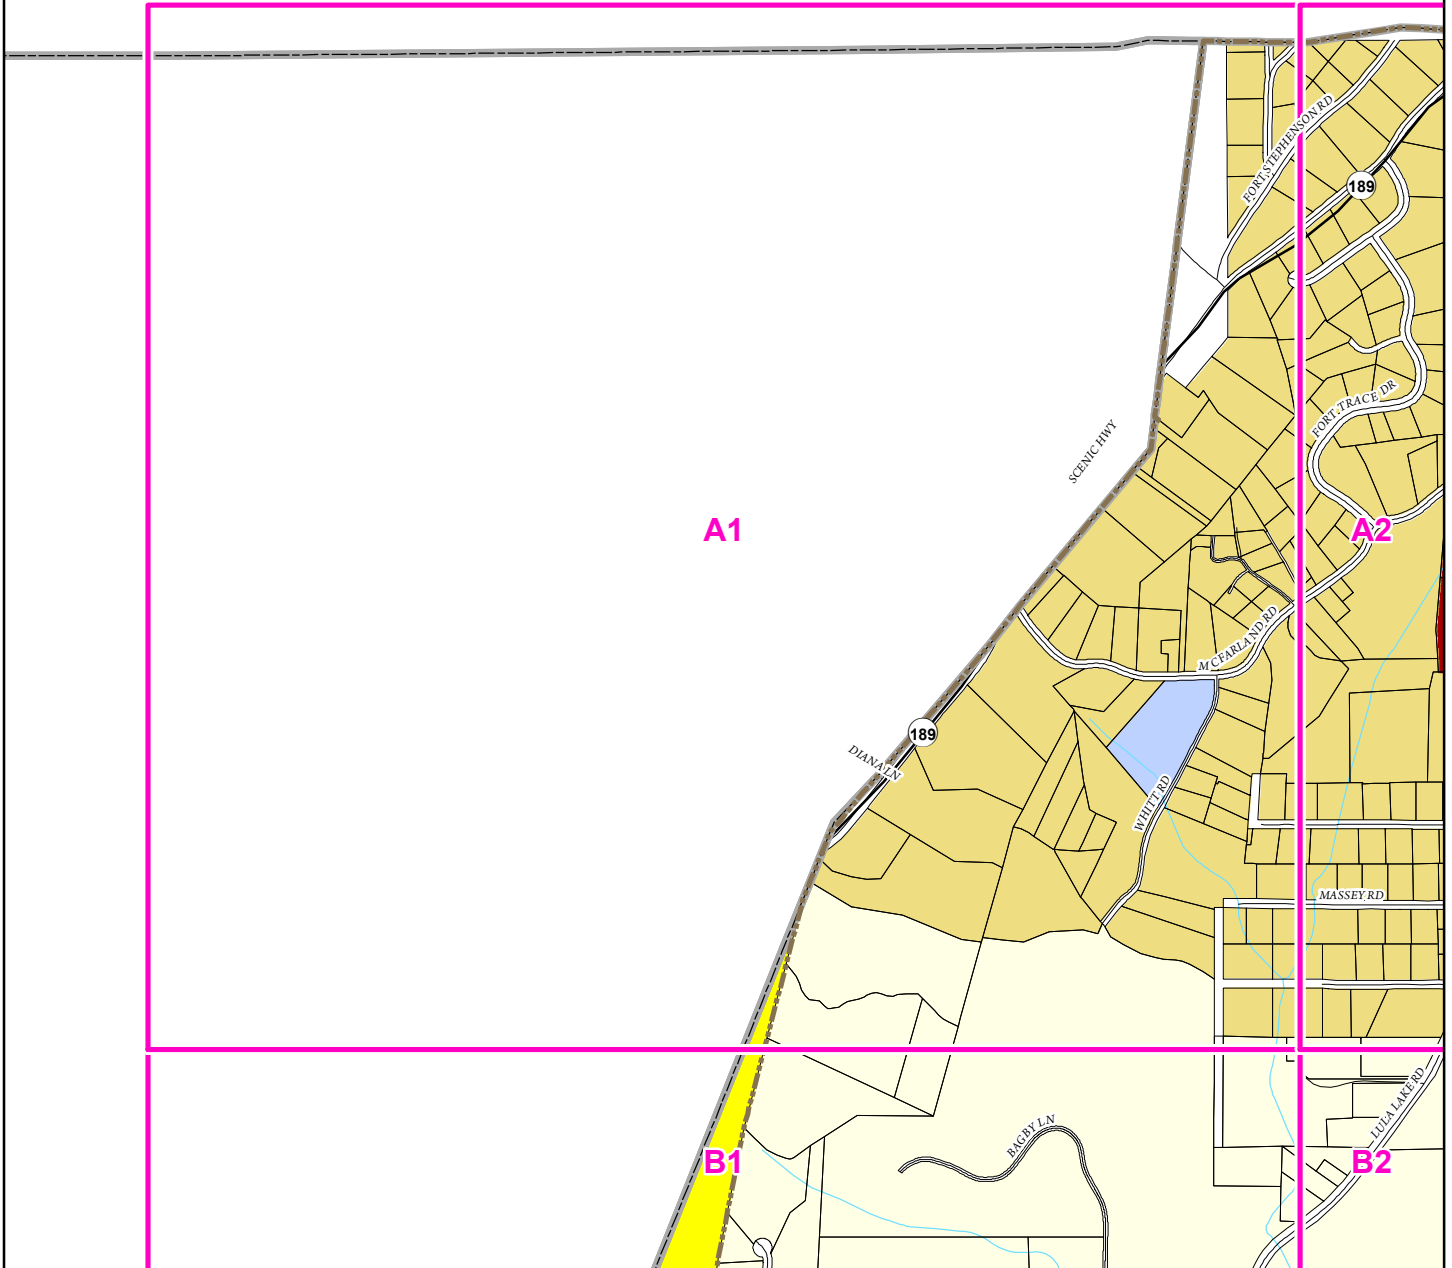 FORT STEPHENSON RD
189
FORT TRACE DR
SCENIC HWY
A1
A2
MCFARLAND RD
189
DIANA LN
WHITT RD
MASSEY RD
LULA LAKE RD
BAGBY LN
B1
B2